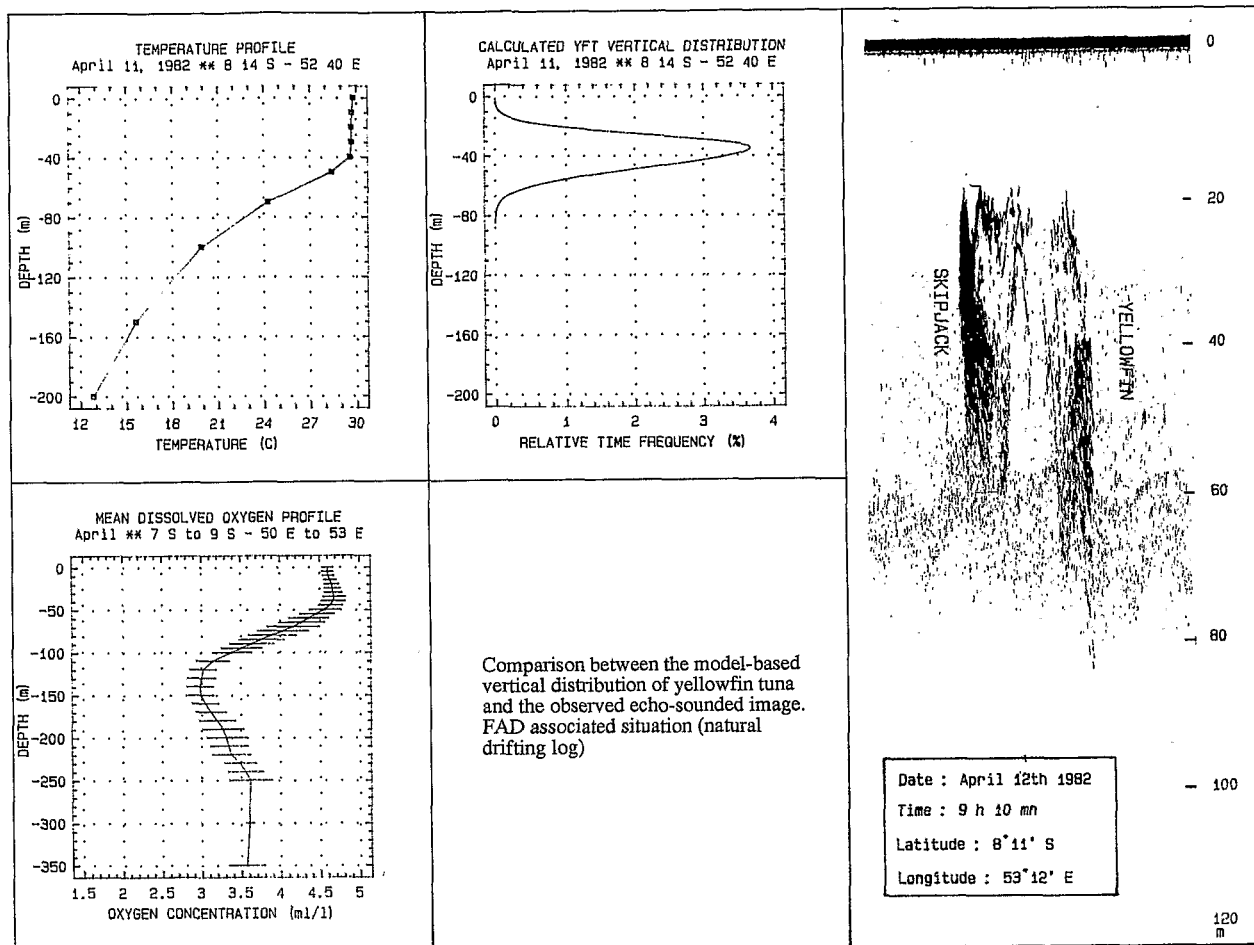 TEMPERATURE PROFILE
April 11, 1982 ** 8 14 S - 52 40 E
0
-40
-80
-120
-160
-200
DEPTH (m)
12 15 18 21 24 27 30
TEMPERATURE (C)
CALCULATED YFT VERTICAL DISTRIBUTION
April 11, 1982 ** 8 14 S - 52 40 E
0
-40
-80
-120
-160
-200
DEPTH (m)
0 1 2 3 4
RELATIVE TIME FREQUENCY (%)
MEAN DISSOLVED OXYGEN PROFILE
April ** 7 S to 9 S - 50 E to 53 E
0
-50
-100
-150
-200
-250
-300
-350
DEPTH (m)
1.5 2 2.5 3 3.5 4 4.5 5
OXYGEN CONCENTRATION (ml/l)
Comparison between the model-based
vertical distribution of yellowfin tuna
and the observed echo-sounded image.
FAD associated situation (natural
drifting log)
0
20
40
60
80
100
120
m
SKIPJACK
YELLOWFIN
Date : April 12th 1982
Time : 9 h 10 mn
Latitude : 8°11' S
Longitude : 53°12' E